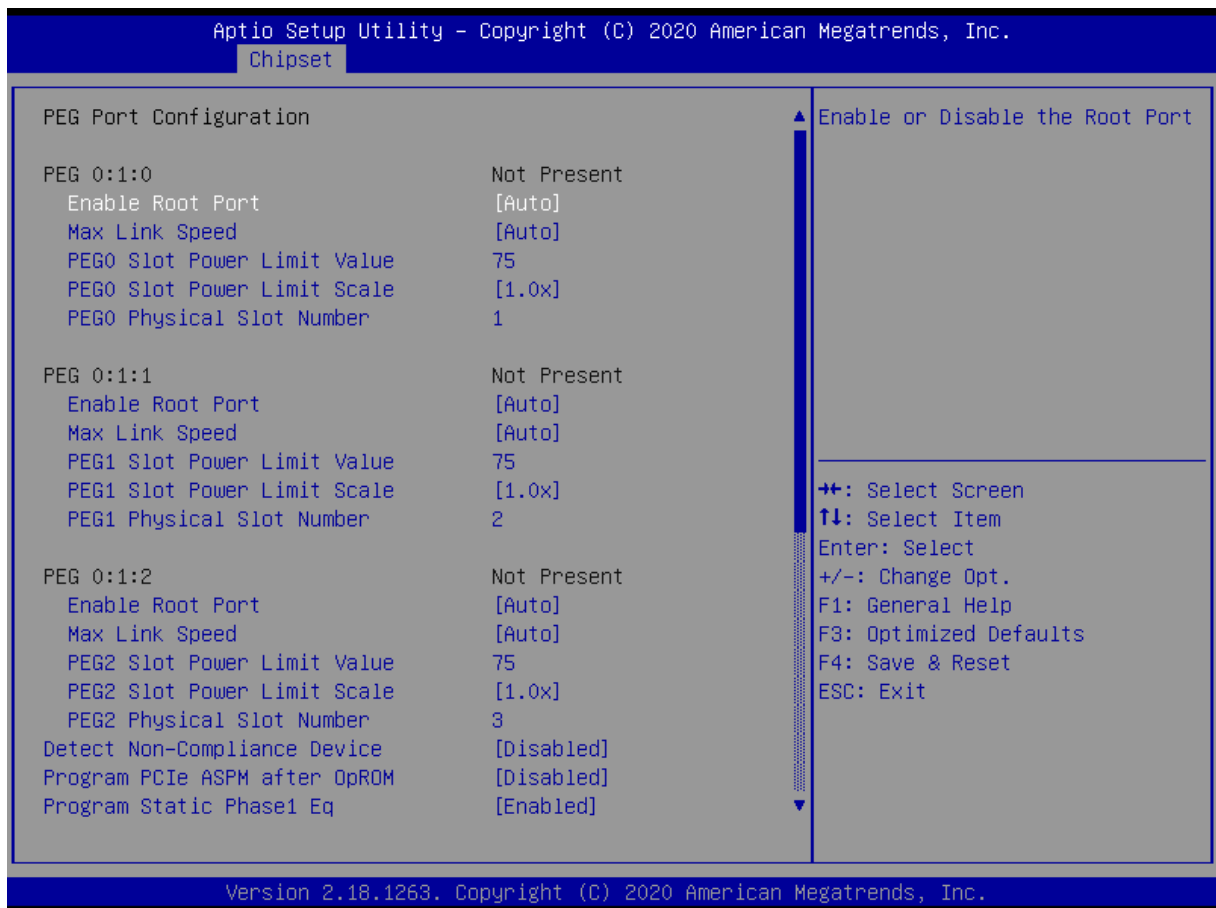 Aptio Setup Utility – Copyright (C) 2020 American Megatrends, Inc.
Chipset
PEG Port Configuration
PEG 0:1:0 Not Present
Enable Root Port [Auto]
Max Link Speed [Auto]
PEG0 Slot Power Limit Value 75
PEG0 Slot Power Limit Scale [1.0x]
PEG0 Physical Slot Number 1
PEG 0:1:1 Not Present
Enable Root Port [Auto]
Max Link Speed [Auto]
PEG1 Slot Power Limit Value 75
PEG1 Slot Power Limit Scale [1.0x]
PEG1 Physical Slot Number 2
PEG 0:1:2 Not Present
Enable Root Port [Auto]
Max Link Speed [Auto]
PEG2 Slot Power Limit Value 75
PEG2 Slot Power Limit Scale [1.0x]
PEG2 Physical Slot Number 3
Detect Non-Compliance Device [Disabled]
Program PCIe ASPM after OpROM [Disabled]
Program Static Phase1 Eq [Enabled]
Enable or Disable the Root Port
→←: Select Screen
↑↓: Select Item
Enter: Select
+/-: Change Opt.
F1: General Help
F3: Optimized Defaults
F4: Save & Reset
ESC: Exit
Version 2.18.1263. Copyright (C) 2020 American Megatrends, Inc.